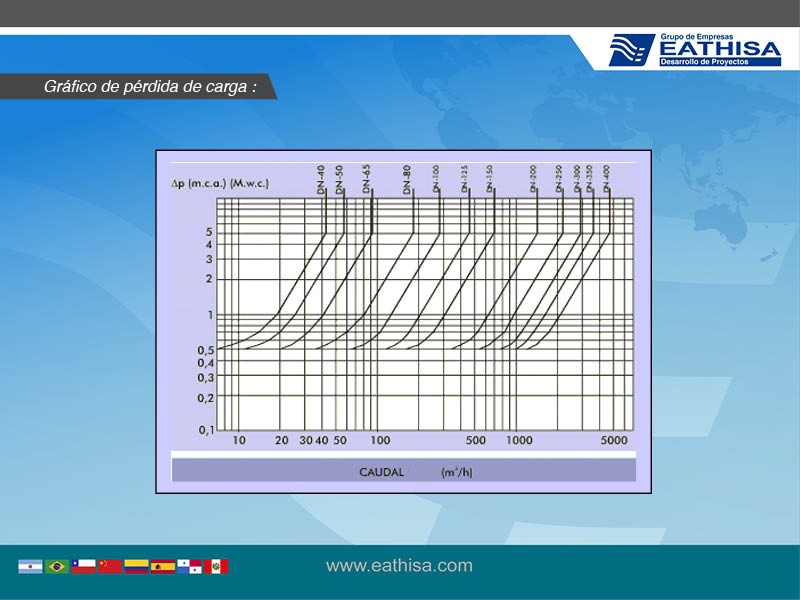 Grupo de Empresas
EATHISA
Desarrollo de Proyectos
Gráfico de pérdida de carga :
Δp (m.c.a.) (M.w.c.)
DN-40 DN-50 DN-65 DN-80 DN-100 DN-125 DN-150 DN-200 DN-250 DN-300 DN-350 DN-400
5
4
3
2
1
0,5
0,4
0,3
0,2
0,1
10 20 30 40 50 100 500 1000 5000
CAUDAL (m³/h)
www.eathisa.com